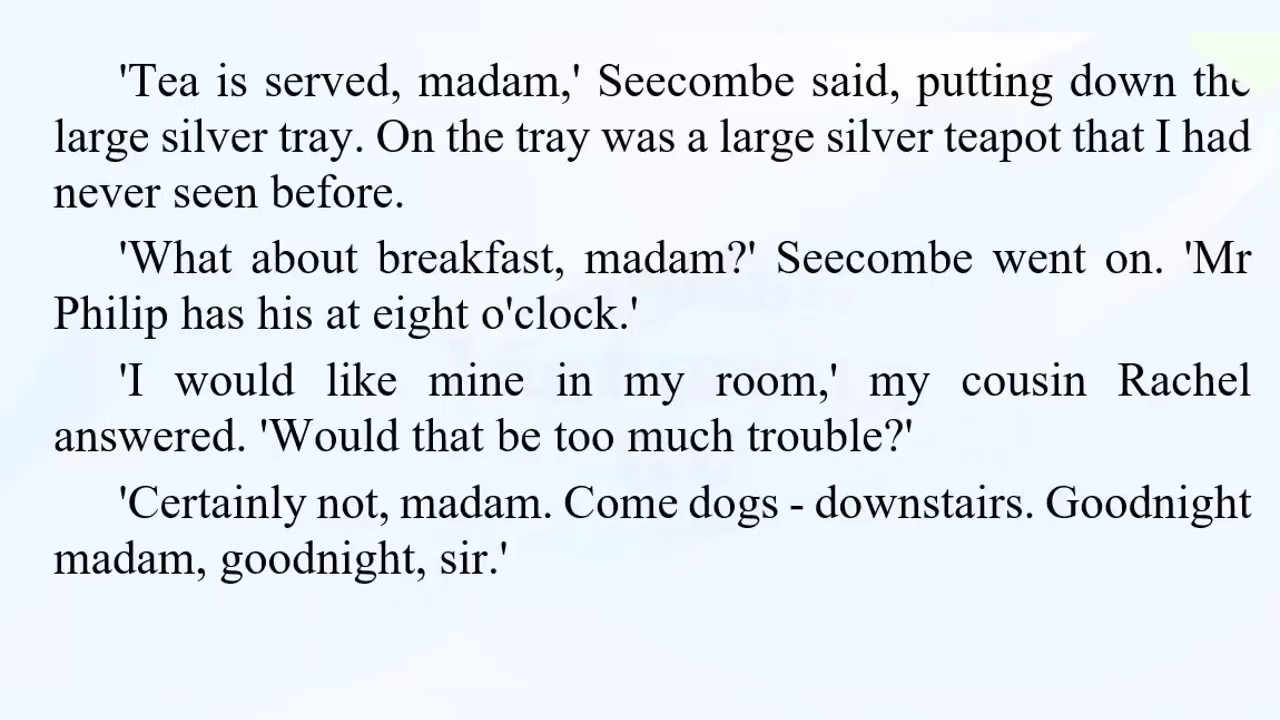 'Tea is served, madam,' Seecombe said, putting down the
large silver tray. On the tray was a large silver teapot that I had
never seen before.
'What about breakfast, madam?' Seecombe went on. 'Mr
Philip has his at eight o'clock.'
'I would like mine in my room,' my cousin Rachel
answered. 'Would that be too much trouble?'
'Certainly not, madam. Come dogs - downstairs. Goodnight
madam, goodnight, sir.'